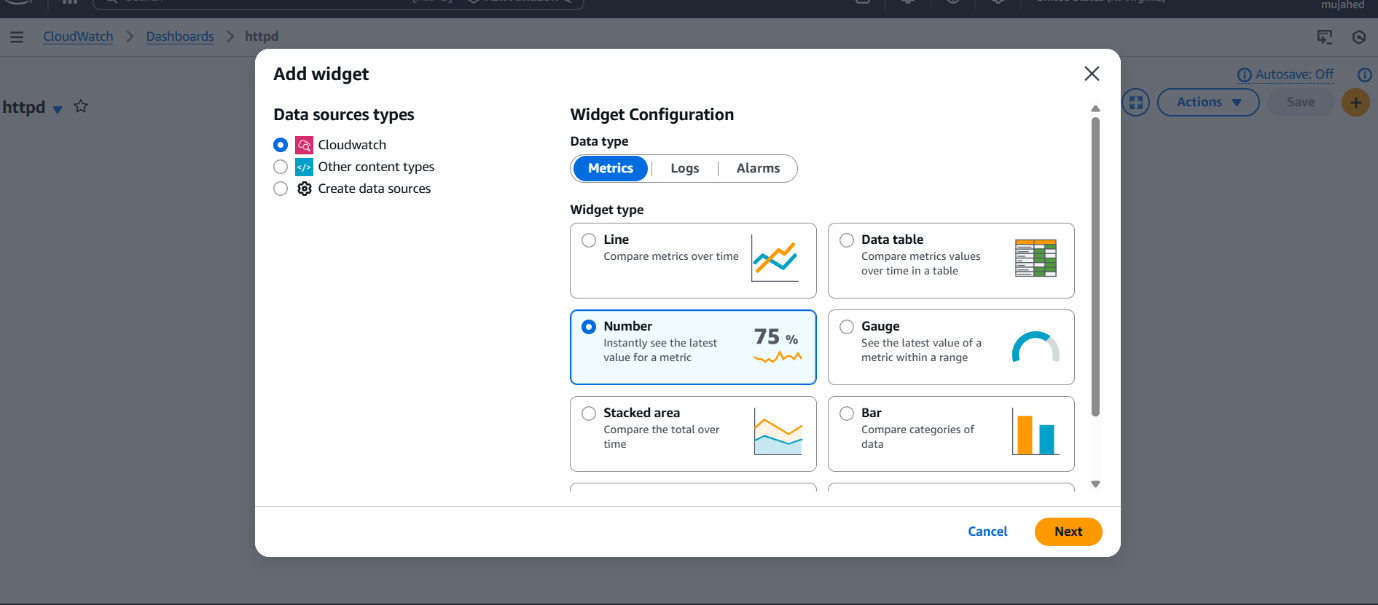 mujahed
CloudWatch > Dashboards > httpd
Add widget
Autosave: Off
httpd
Actions
Save
Data sources types
Cloudwatch
Other content types
Create data sources
Widget Configuration
Data type
Metrics
Logs
Alarms
Widget type
Line
Compare metrics over time
Data table
Compare metrics values
over time in a table
Number
Instantly see the latest
value for a metric
75 %
Gauge
See the latest value of a
metric within a range
Stacked area
Compare the total over
time
Bar
Compare categories of
data
Cancel
Next